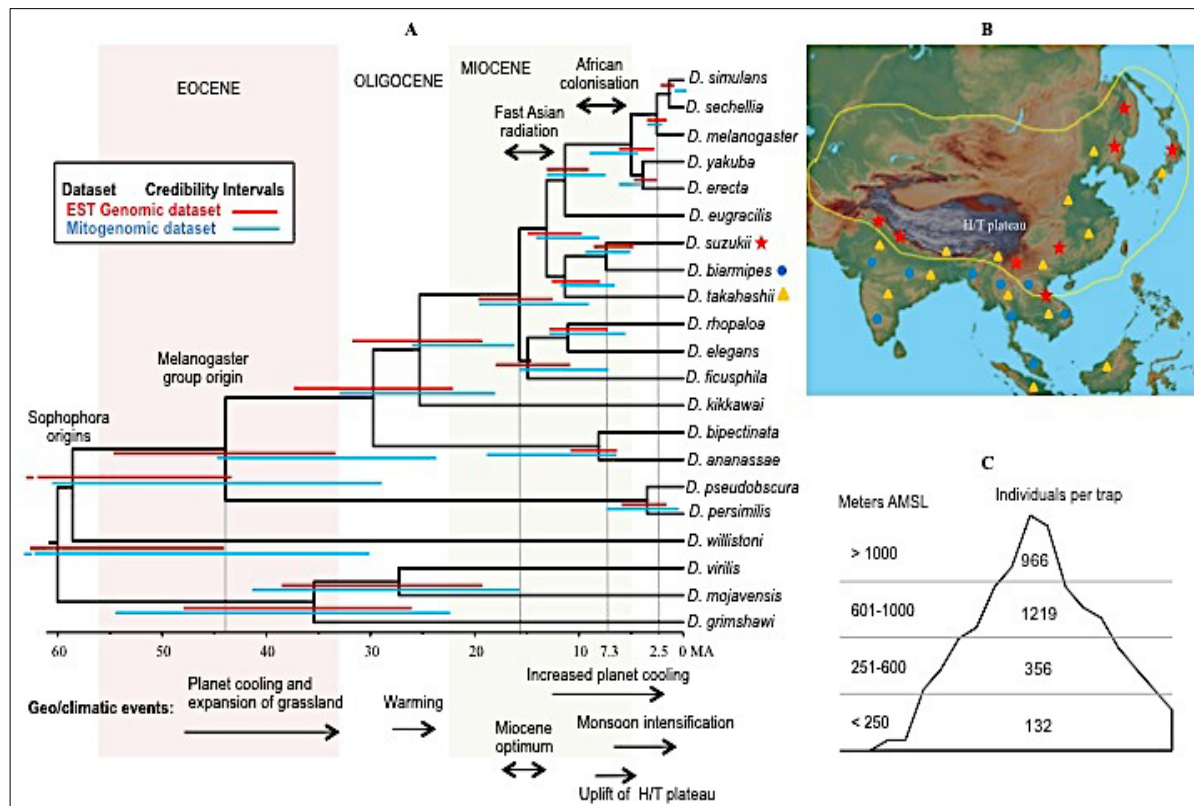 A
EOCENE
OLIGOCENE
MIOCENE
African
colonisation
Fast Asian
radiation
Dataset Credibility Intervals
EST Genomic dataset
Mitogenomic dataset
Melanogaster
group origin
Sophophora
origins
D. simulans
D. sechellia
D. melanogaster
D. yakuba
D. erecta
D. eugracilis
D. suzukii
D. biarmipes
D. takahashii
D. rhopaloa
D. elegans
D. ficusphila
D. kikkawai
D. bipectinata
D. ananassae
D. pseudobscura
D. persimilis
D. willistoni
D. virilis
D. mojavensis
D. grimshawi
60 50 40 30 20 10 7.3 2.5 0 MA
Geo/climatic events:
Planet cooling and
expansion of grassland
Warming
Increased planet cooling
Miocene
optimum
Monsoon intensification
Uplift of H/T plateau
B
H/T plateau
C
Meters AMSL Individuals per trap
> 1000 966
601-1000 1219
251-600 356
< 250 132